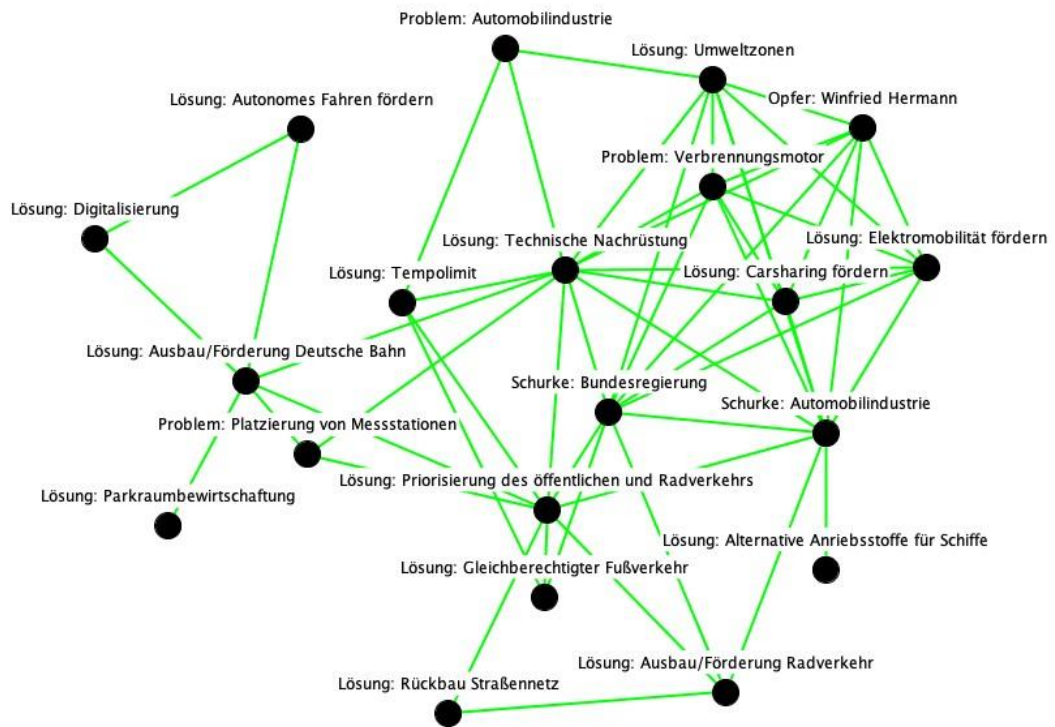 Problem: Automobilindustrie
Lösung: Umweltzonen
Lösung: Autonomes Fahren fördern
Opfer: Winfried Hermann
Problem: Verbrennungsmotor
Lösung: Digitalisierung
Lösung: Technische Nachrüstung
Lösung: Elektromobilität fördern
Lösung: Tempolimit
Lösung: Carsharing fördern
Lösung: Ausbau/Förderung Deutsche Bahn
Schurke: Bundesregierung
Schurke: Automobilindustrie
Problem: Platzierung von Messstationen
Lösung: Priorisierung des öffentlichen und Radverkehrs
Lösung: Parkraumbewirtschaftung
Lösung: Alternative Anriebsstoffe für Schiffe
Lösung: Gleichberechtigter Fußverkehr
Lösung: Ausbau/Förderung Radverkehr
Lösung: Rückbau Straßennetz